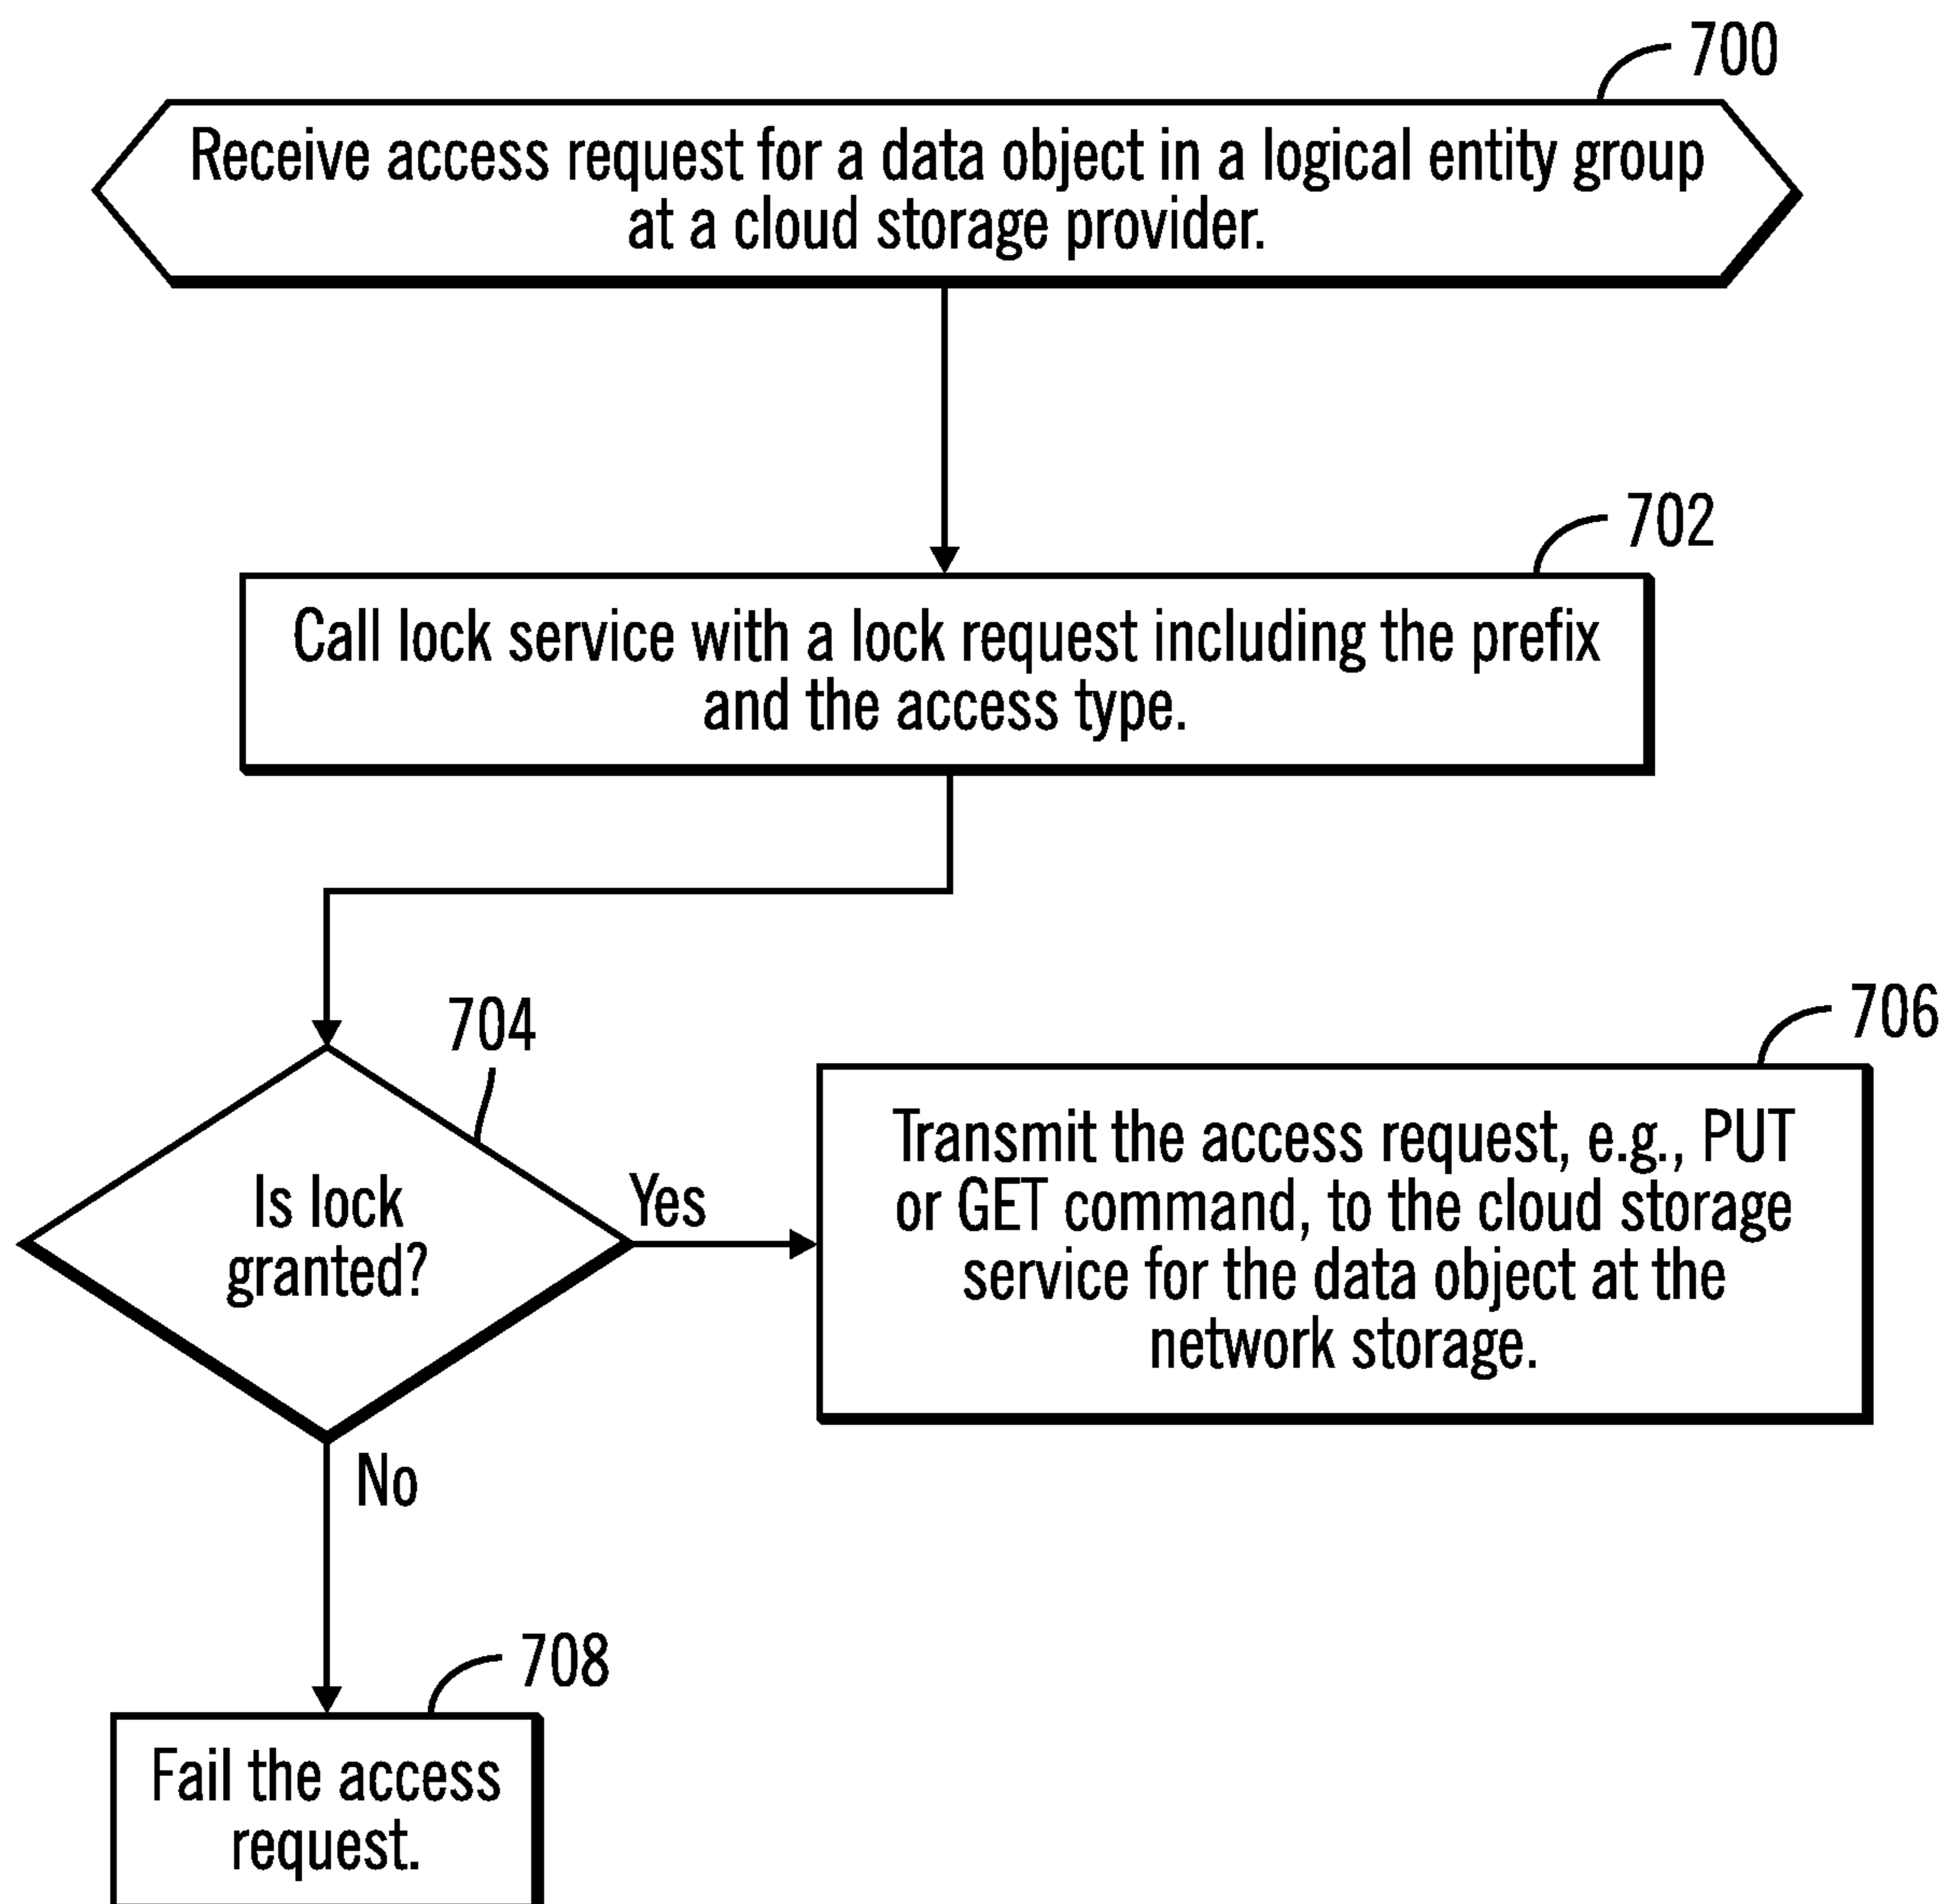 700
Receive access request for a data object in a logical entity group
at a cloud storage provider.
702
Call lock service with a lock request including the prefix
and the access type.
704
Is lock
granted?
Yes
706
Transmit the access request, e.g., PUT
or GET command, to the cloud storage
service for the data object at the
network storage.
No
708
Fail the access
request.